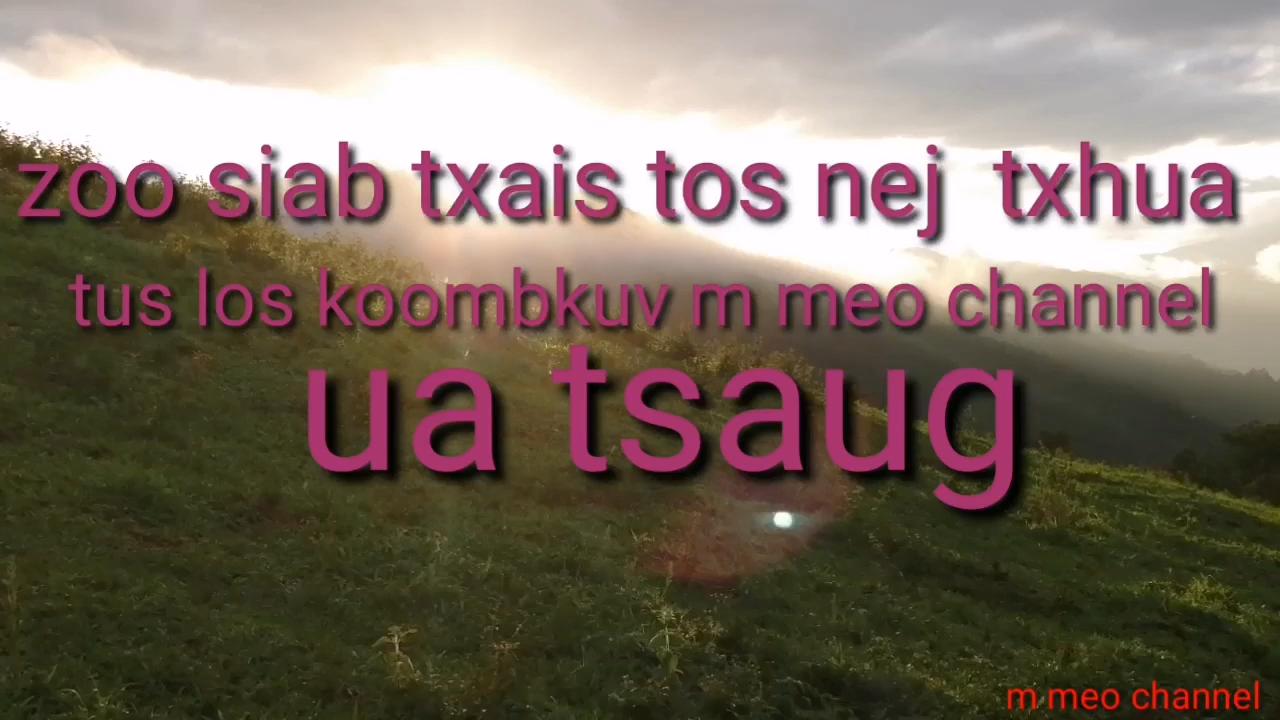 zoo siab txais tos nej txhua
tus los koombkuv m meo channel
ua tsaug
m meo channel